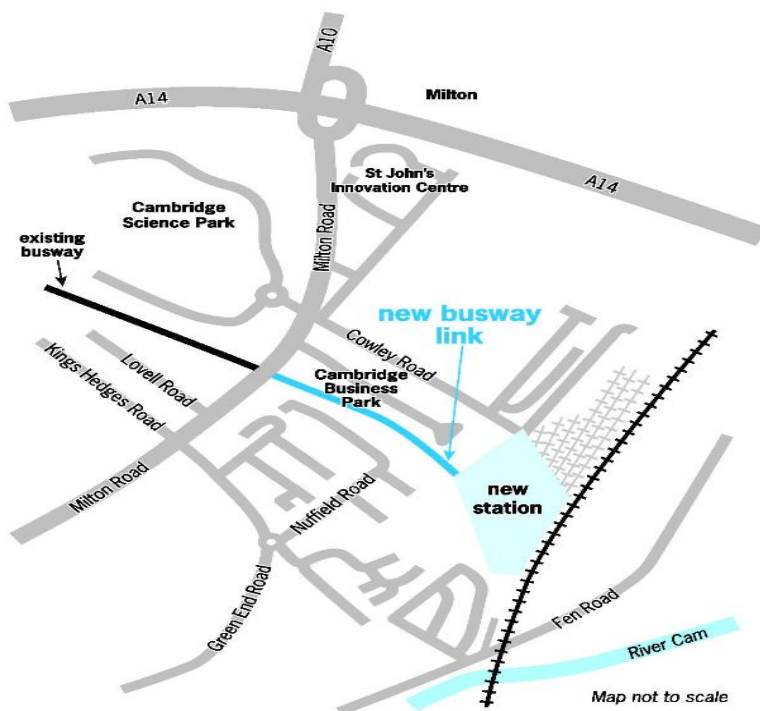 A10
A14
Milton
St John's
Innovation Centre
A14
Cambridge
Science Park
Milton Road
existing
busway
new busway
link
Cowley Road
Lovell Road
Kings Hedges Road
Cambridge
Business
Park
Milton Road
new
station
Nuffield Road
Green End Road
Fen Road
River Cam
Map not to scale